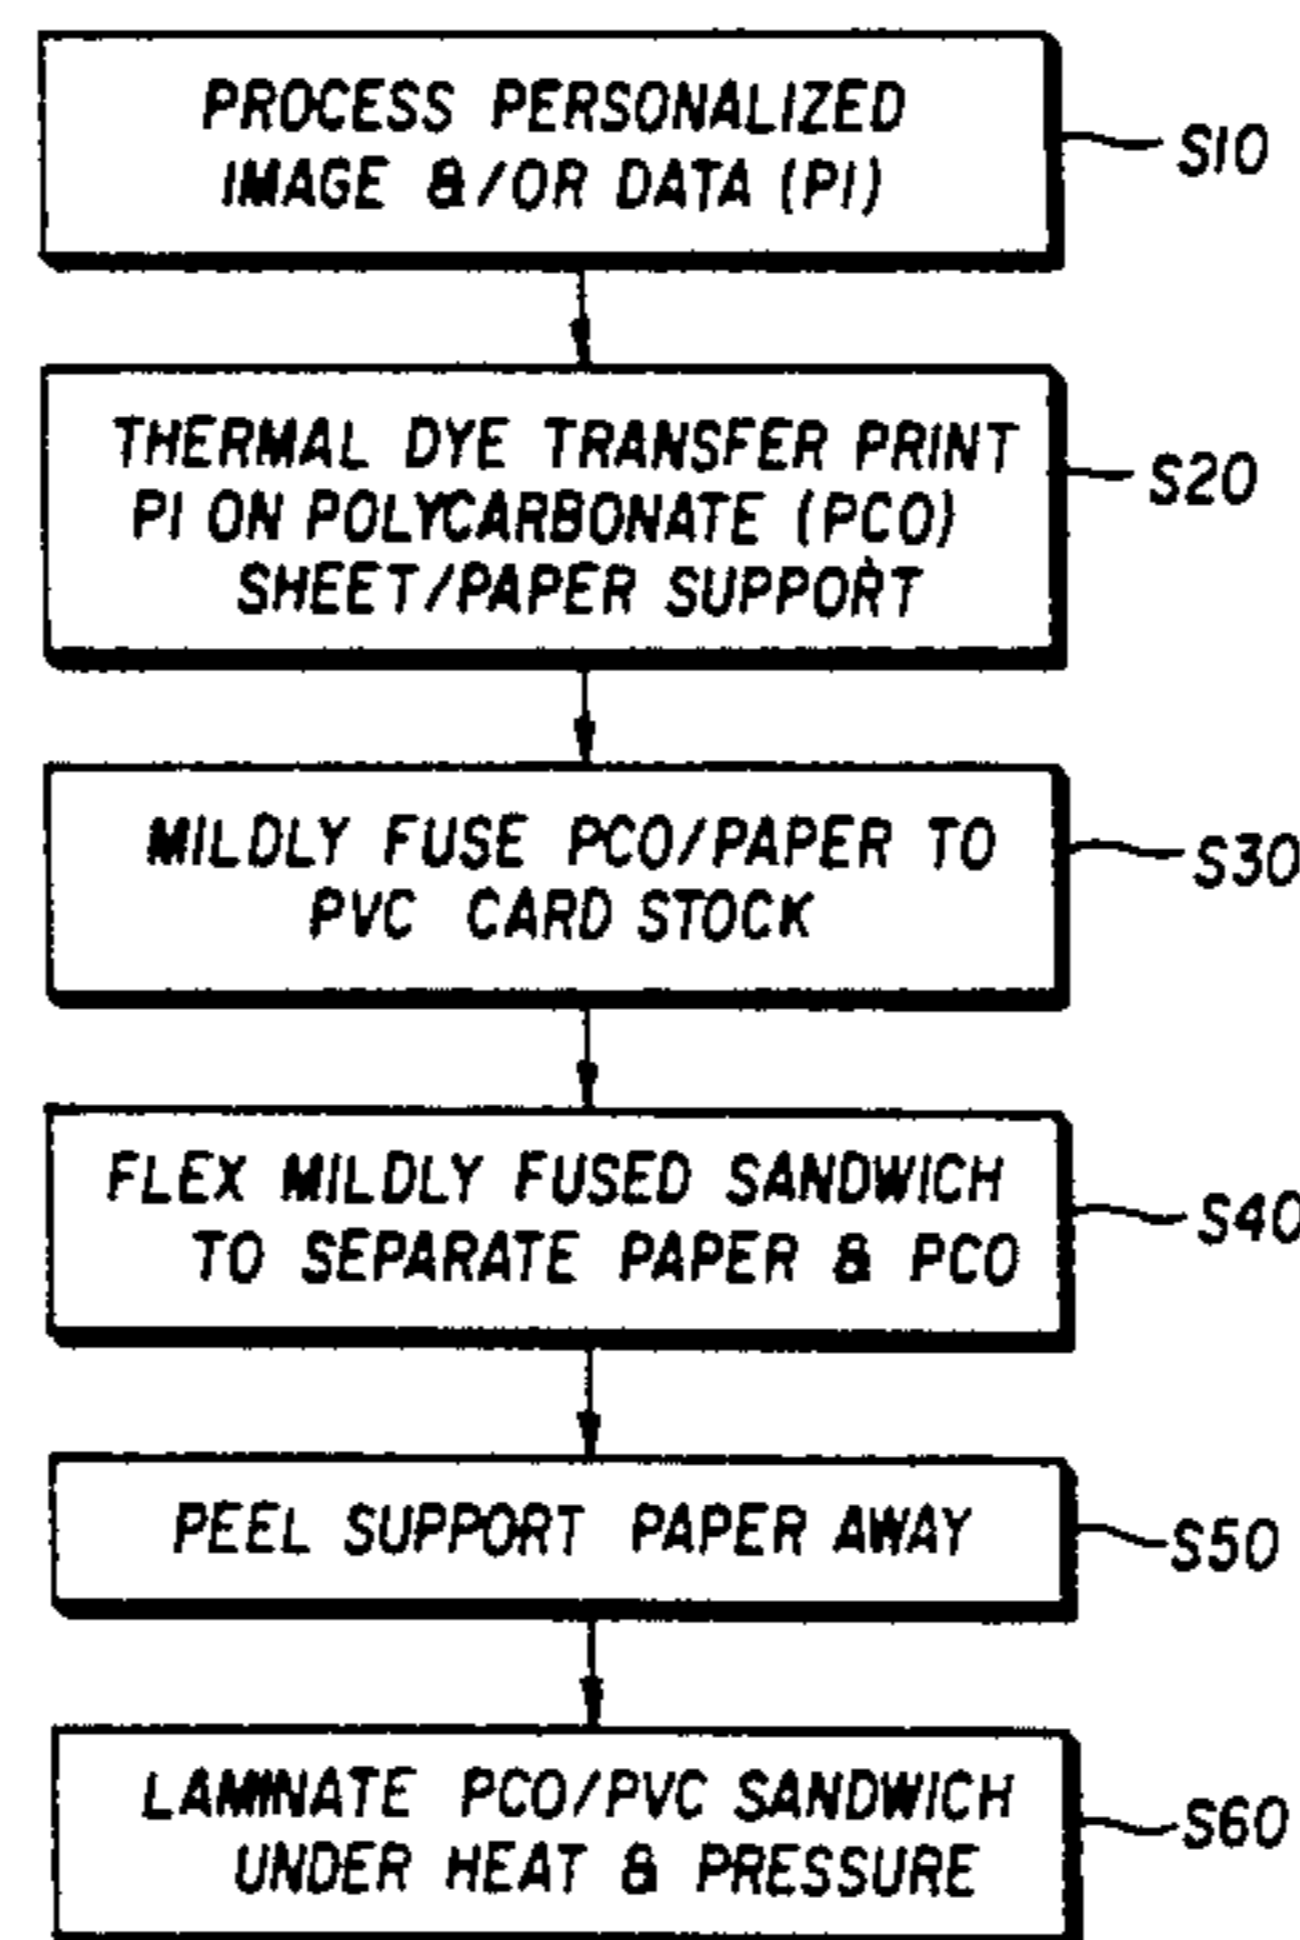 PROCESS PERSONALIZED
IMAGE &/OR DATA (PI)
S10
THERMAL DYE TRANSFER PRINT
PI ON POLYCARBONATE (PCO)
SHEET/PAPER SUPPORT
S20
MILDLY FUSE PCO/PAPER TO
PVC CARD STOCK
S30
FLEX MILDLY FUSED SANDWICH
TO SEPARATE PAPER & PCO
S40
PEEL SUPPORT PAPER AWAY
S50
LAMINATE PCO/PVC SANDWICH
UNDER HEAT & PRESSURE
S60